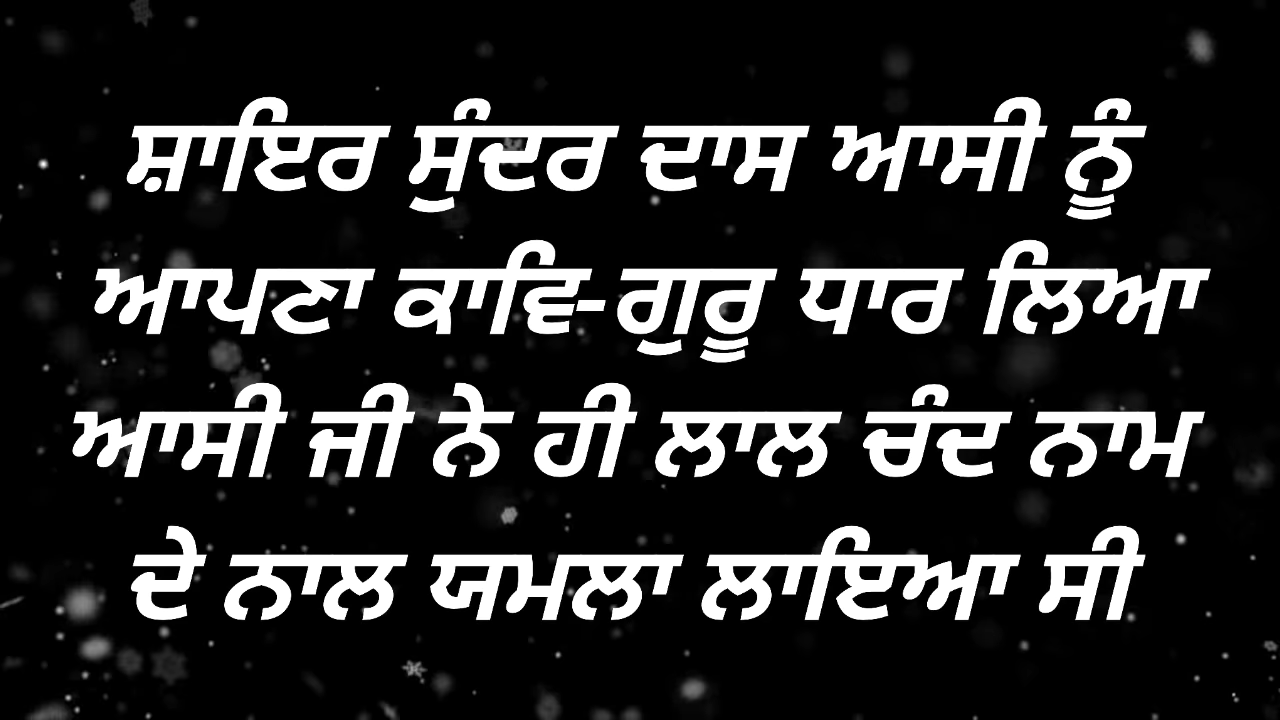 ਸ਼ਾਇਰ ਸੁੰਦਰ ਦਾਸ ਆਸੀ ਨੂੰ
ਆਪਣਾ ਕਾਵਿ-ਗੁਰੂ ਧਾਰ ਲਿਆ
ਆਸੀ ਜੀ ਨੇ ਹੀ ਲਾਲ ਚੰਦ ਨਾਮ
ਦੇ ਨਾਲ ਯਮਲਾ ਲਾਇਆ ਸੀ